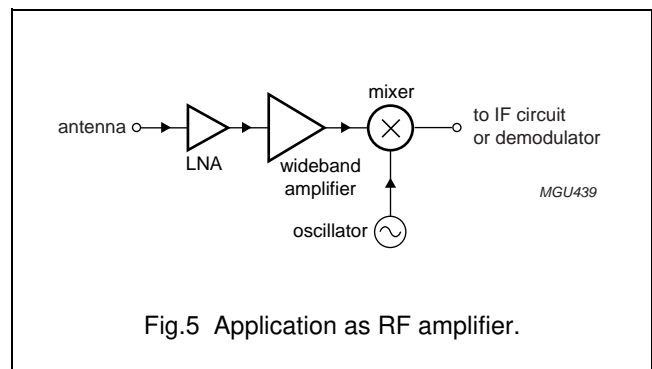 mixer
antenna
to IF circuit
or demodulator
LNA
wideband
amplifier
MGU439
oscillator
Fig.5 Application as RF amplifier.